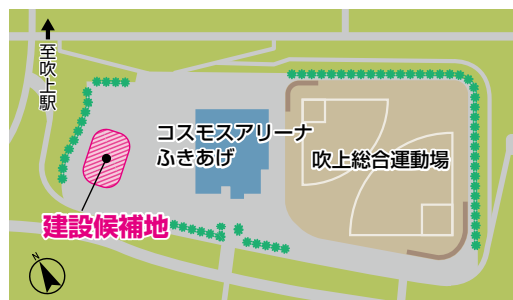 至吹上駅
コスモスアリーナ
ふきあげ
吹上総合運動場
建設候補地
N